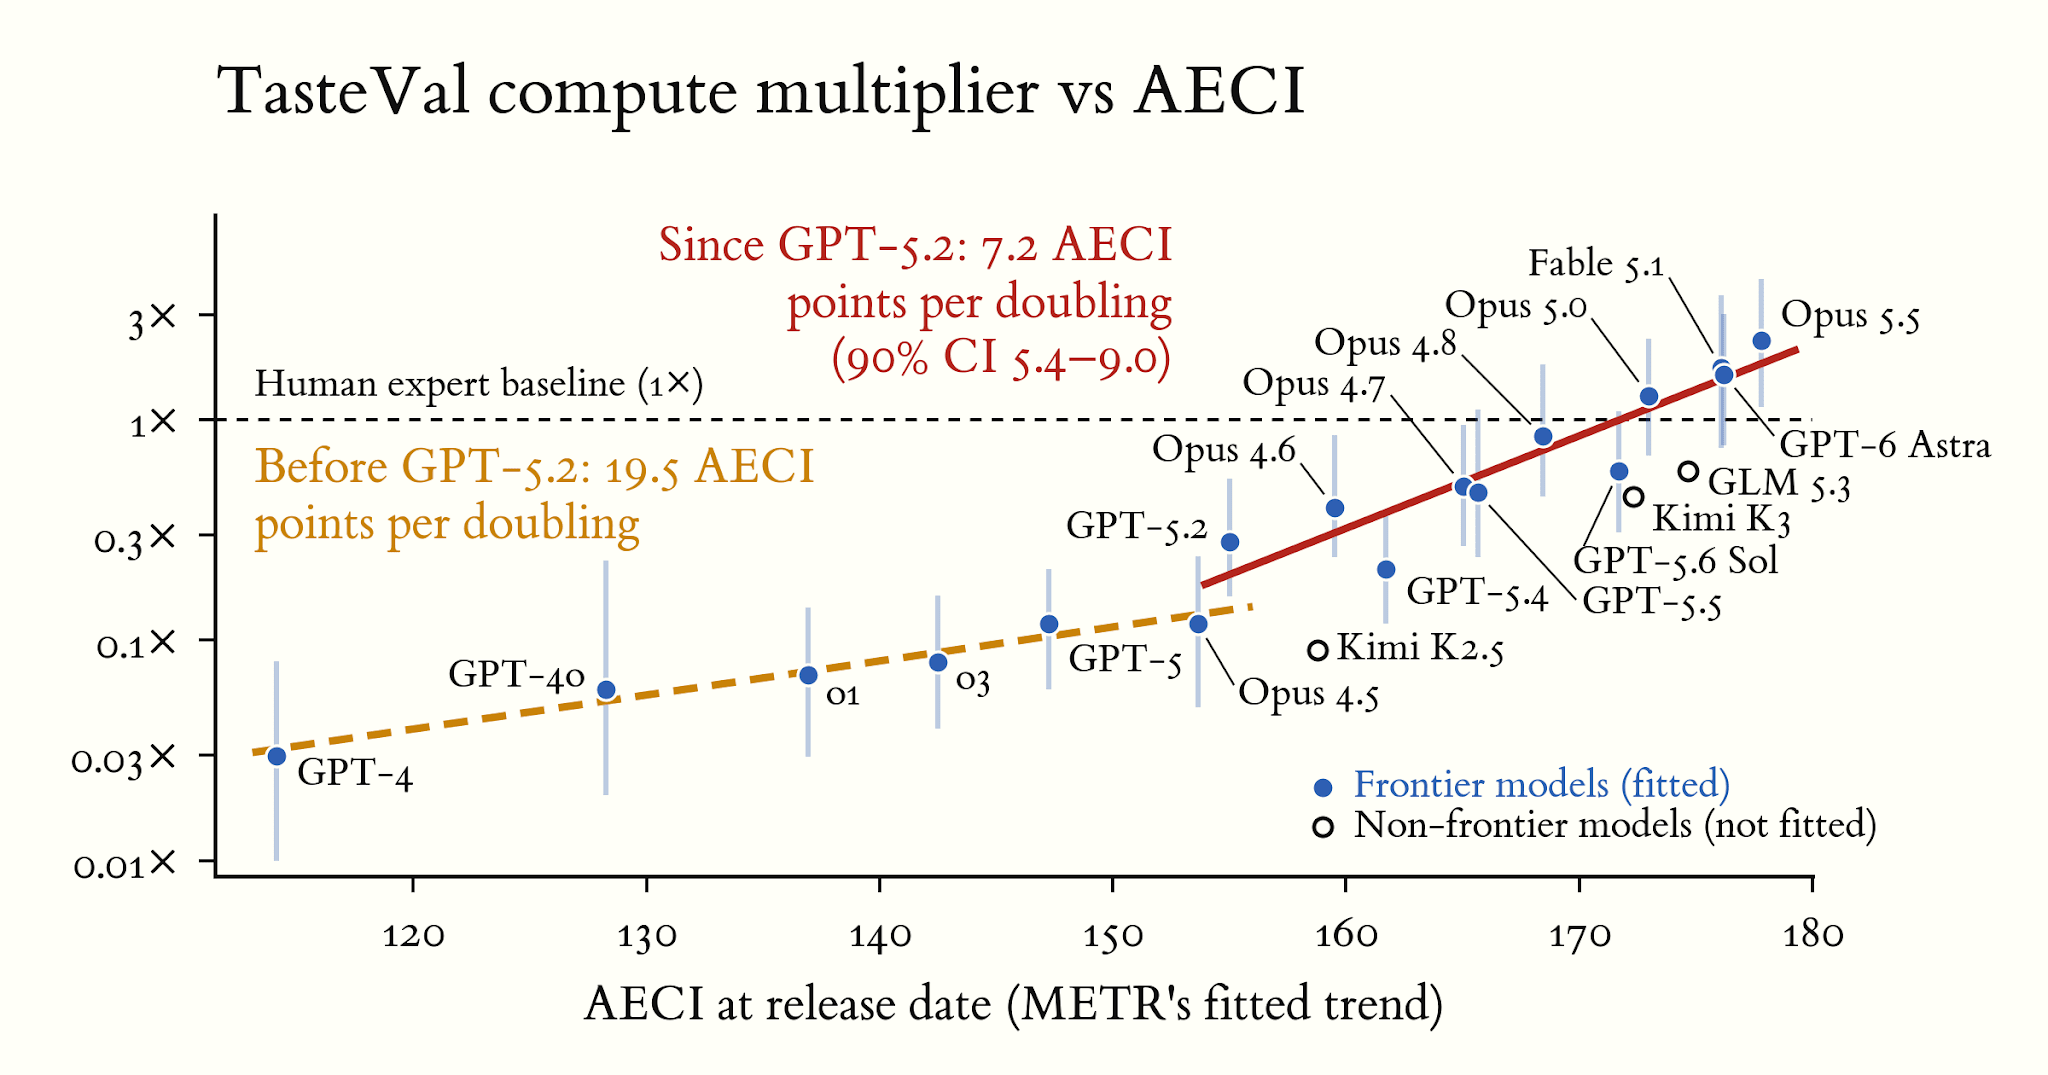 TasteVal compute multiplier vs AECI
Since GPT-5.2: 7.2 AECI
points per doubling
(90% CI 5.4–9.0)
Fable 5.1
Opus 5.0
Opus 5.5
3×
Opus 4.8
Human expert baseline (1×)
Opus 4.7
1×
Opus 4.6
GPT-6 Astra
Before GPT-5.2: 19.5 AECI
points per doubling
GLM 5.3
Kimi K3
GPT-5.2
0.3×
GPT-5.6 Sol
GPT-5.4
GPT-5.5
0.1×
Kimi K2.5
GPT-5
GPT-4o
o3
o1
Opus 4.5
0.03×
GPT-4
Frontier models (fitted)
Non-frontier models (not fitted)
0.01×
120
130
140
150
160
170
180
AECI at release date (METR's fitted trend)